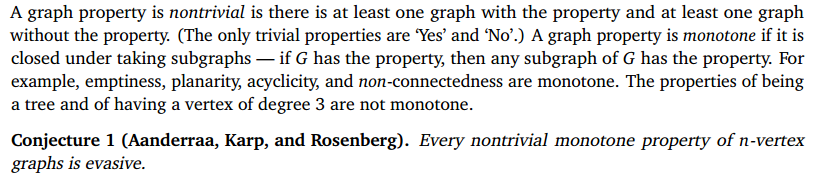 A graph property is nontrivial is there is at least one graph with the property and at least one graph
without the property. (The only trivial properties are ‘Yes’ and ‘No’.) A graph property is monotone if it is
closed under taking subgraphs — if G has the property, then any subgraph of G has the property. For
example, emptiness, planarity, acyclicity, and non-connectedness are monotone. The properties of being
a tree and of having a vertex of degree 3 are not monotone.
Conjecture 1 (Aanderraa, Karp, and Rosenberg). Every nontrivial monotone property of n-vertex
graphs is evasive.